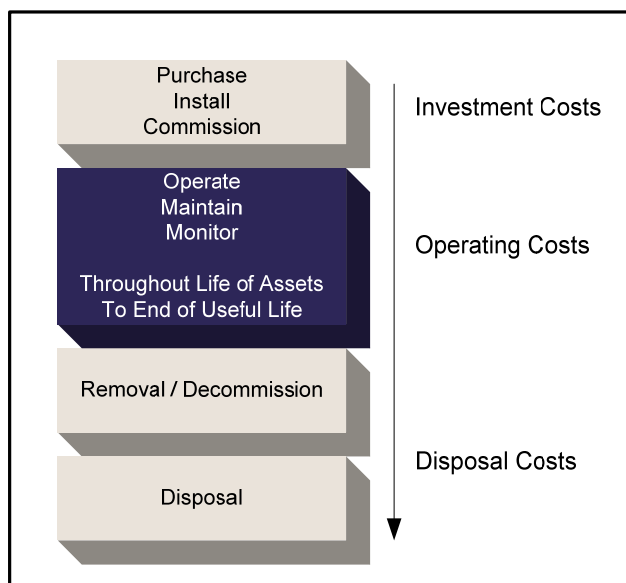 Purchase
Install
Commission
Investment Costs
Operate
Maintain
Monitor
Throughout Life of Assets
To End of Useful Life
Operating Costs
Removal / Decommission
Disposal Costs
Disposal